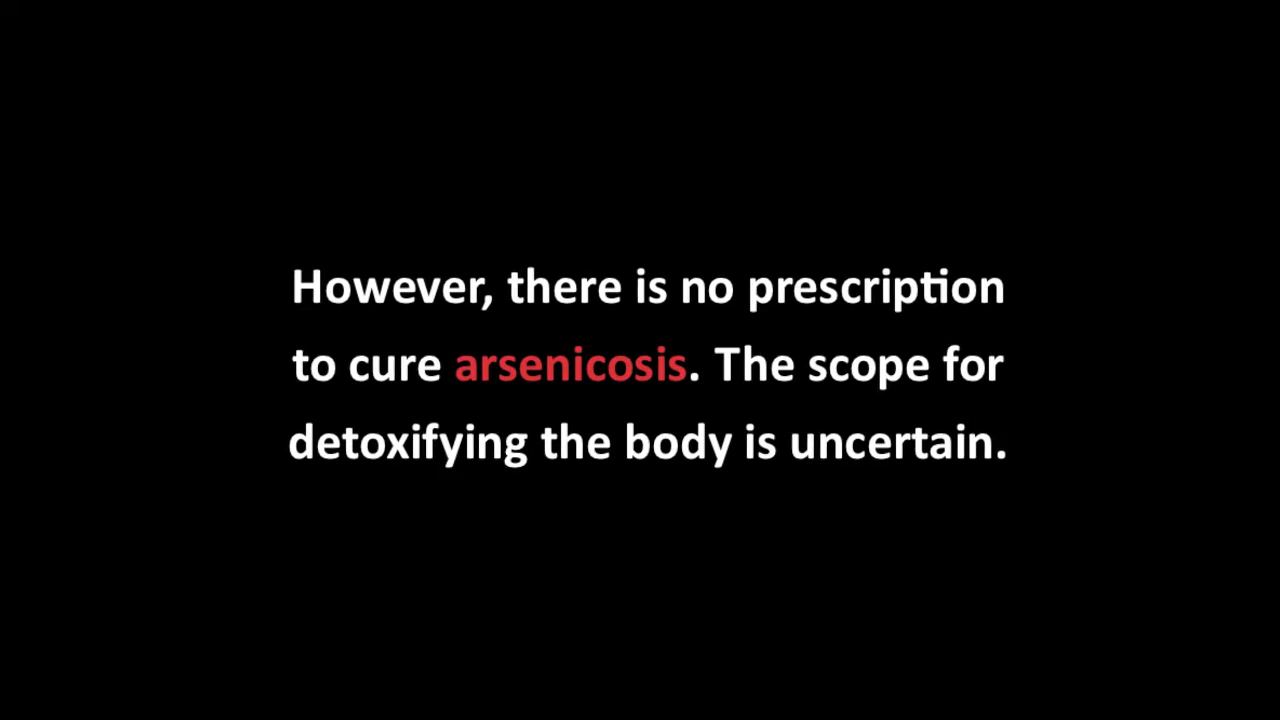 However, there is no prescription
to cure arsenicosis. The scope for
detoxifying the body is uncertain.